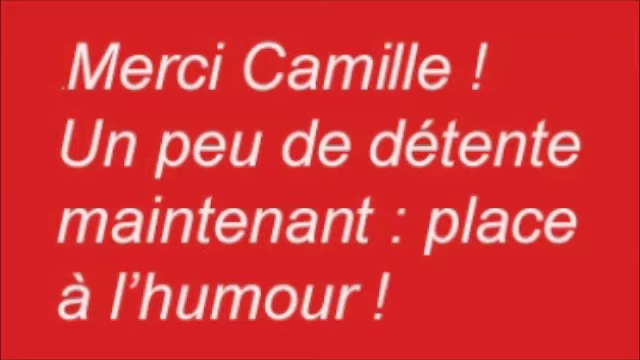 Merci Camille !
Un peu de détente
maintenant : place
à l’humour !